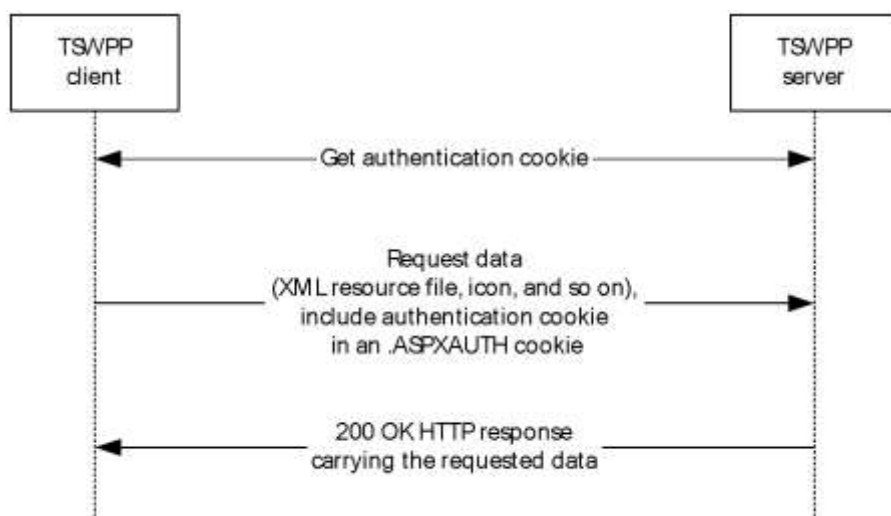 TSWPP
client
TSWPP
server
Get authentication cookie
Request data
(XML resource file, icon, and so on),
include authentication cookie
in an .ASPXAUTH cookie
200 OK HTTP response
carrying the requested data